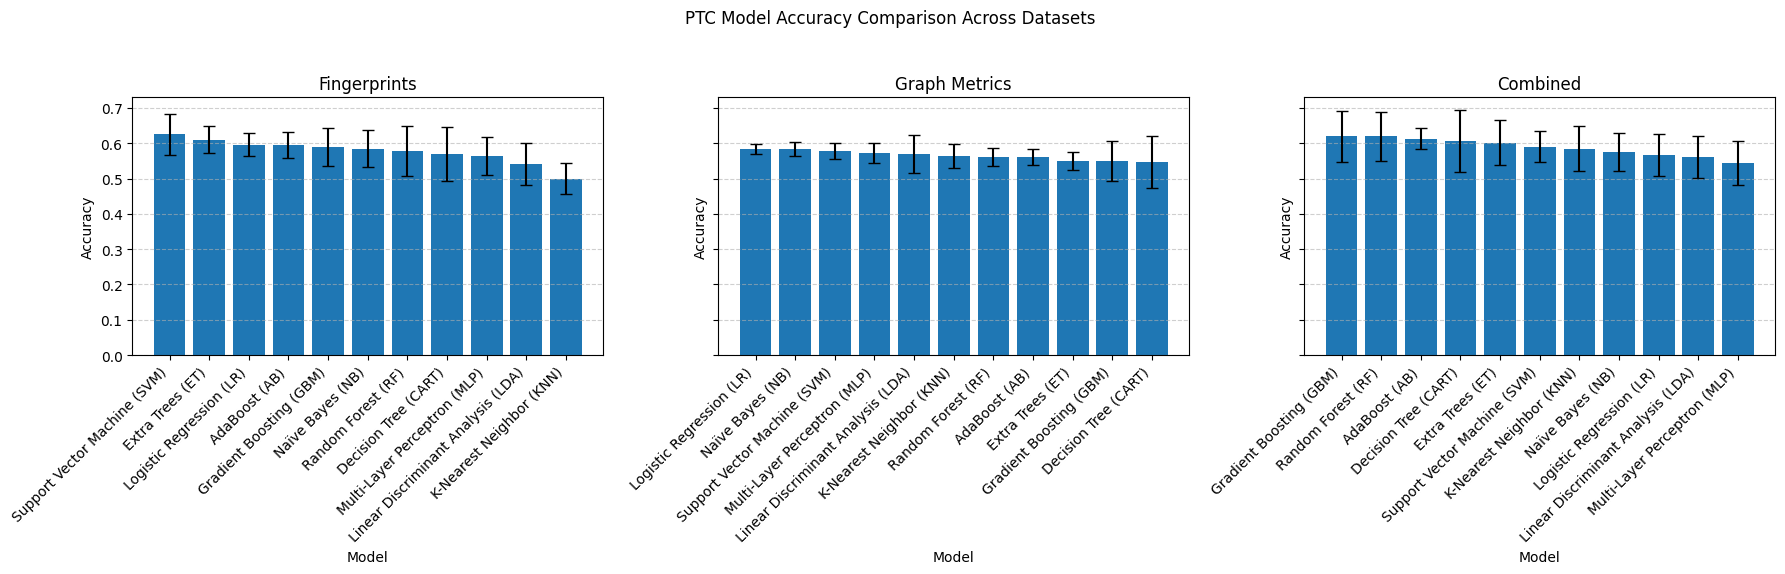 PTC Model Accuracy Comparison Across Datasets
Fingerprints
Accuracy
0.7
0.6
0.5
0.4
0.3
0.2
0.1
0.0
Support Vector Machine (SVM)
Extra Trees (ET)
Logistic Regression (LR)
AdaBoost (AB)
Gradient Boosting (GBM)
Naïve Bayes (NB)
Random Forest (RF)
Decision Tree (CART)
Multi-Layer Perceptron (MLP)
Linear Discriminant Analysis (LDA)
K-Nearest Neighbor (KNN)
Model
Graph Metrics
Accuracy
Logistic Regression (LR)
Naïve Bayes (NB)
Support Vector Machine (SVM)
Multi-Layer Perceptron (MLP)
Linear Discriminant Analysis (LDA)
K-Nearest Neighbor (KNN)
Random Forest (RF)
AdaBoost (AB)
Extra Trees (ET)
Gradient Boosting (GBM)
Decision Tree (CART)
Model
Combined
Accuracy
Gradient Boosting (GBM)
Random Forest (RF)
AdaBoost (AB)
Decision Tree (CART)
Extra Trees (ET)
Support Vector Machine (SVM)
K-Nearest Neighbor (KNN)
Naïve Bayes (NB)
Logistic Regression (LR)
Linear Discriminant Analysis (LDA)
Multi-Layer Perceptron (MLP)
Model